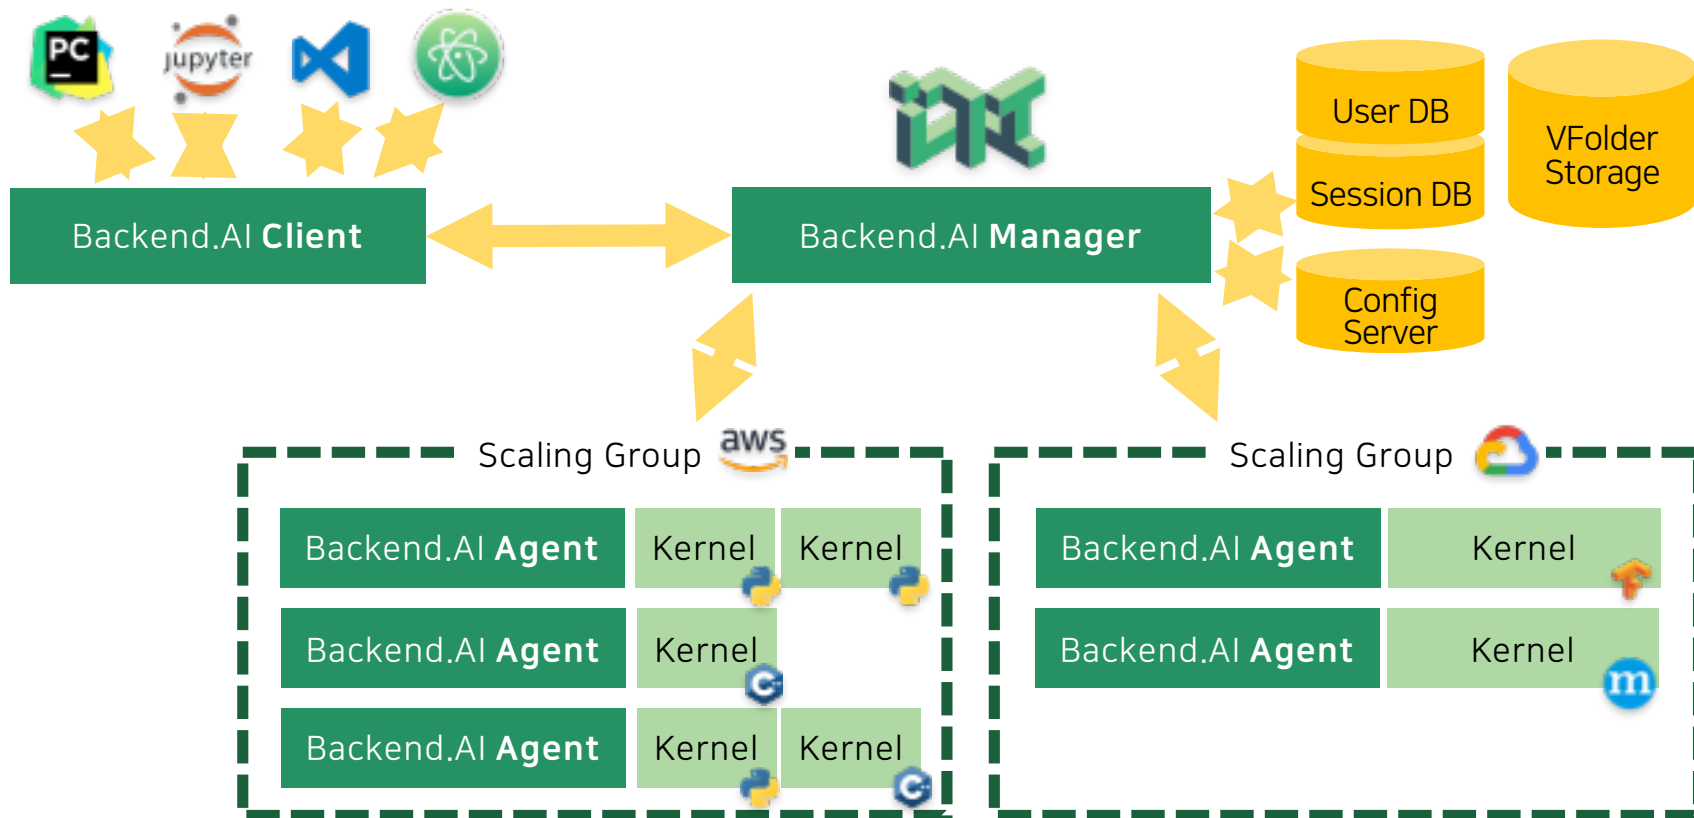 PC
jupyter
User DB
Session DB
VFolder
Storage
Backend.AI Client
Backend.AI Manager
Config
Server
Scaling Group aws
Backend.AI Agent Kernel Kernel
Backend.AI Agent Kernel
C++
Backend.AI Agent Kernel Kernel
C++
Scaling Group
Backend.AI Agent Kernel
Backend.AI Agent Kernel
m